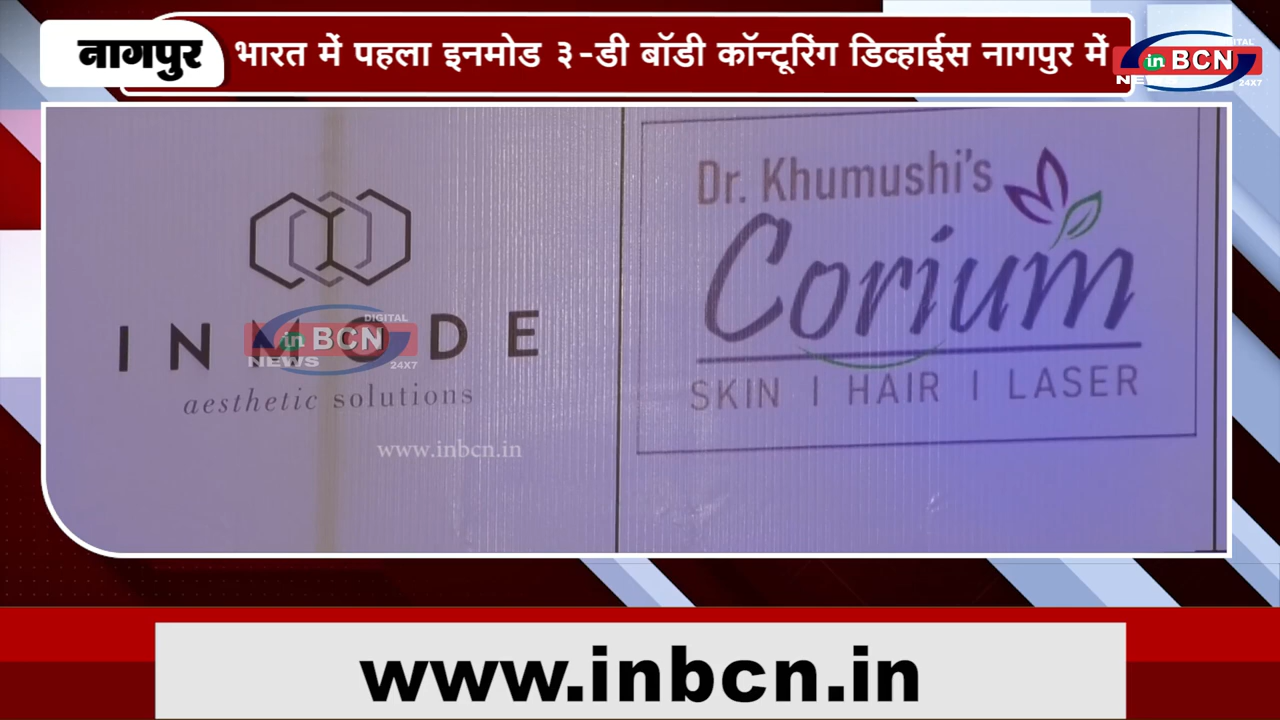 नागपुर
भारत में पहला इनमोड ३-डी बॉडी कॉन्टूरिंग डिव्हाईस नागपुर में
DIGITAL
in BCN
NEWS 24X7
INMODE
aesthetic solutions
DIGITAL
in BCN
NEWS 24X7
www.inbcn.in
Dr. Khumushi's
Corium
SKIN | HAIR | LASER
www.inbcn.in